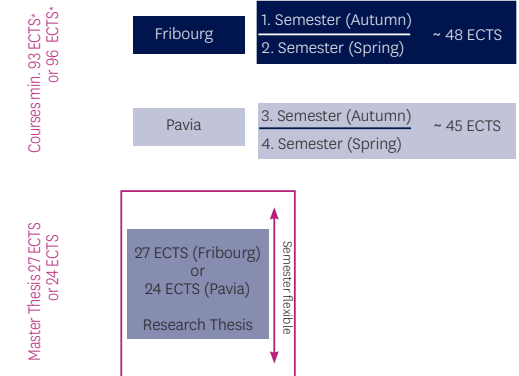 Courses min. 93 ECTS*
or 96 ECTS*
Fribourg
1. Semester (Autumn)
2. Semester (Spring)
~ 48 ECTS
Pavia
3. Semester (Autumn)
4. Semester (Spring)
~ 45 ECTS
Master Thesis 27 ECTS
or 24 ECTS
27 ECTS (Fribourg)
or
24 ECTS (Pavia)
Research Thesis
Semester flexible